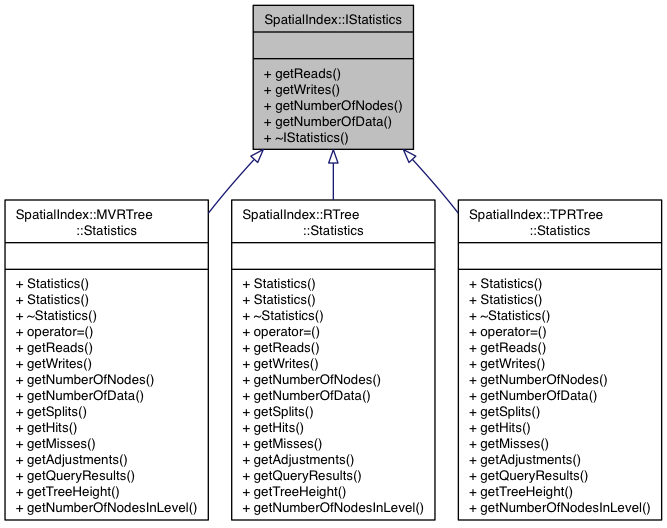 SpatialIndex::IStatistics
+ getReads()
+ getWrites()
+ getNumberOfNodes()
+ getNumberOfData()
+ ~IStatistics()
SpatialIndex::MVRTree
::Statistics
+ Statistics()
+ Statistics()
+ ~Statistics()
+ operator=()
+ getReads()
+ getWrites()
+ getNumberOfNodes()
+ getNumberOfData()
+ getSplits()
+ getHits()
+ getMisses()
+ getAdjustments()
+ getQueryResults()
+ getTreeHeight()
+ getNumberOfNodesInLevel()
SpatialIndex::RTree
::Statistics
+ Statistics()
+ Statistics()
+ ~Statistics()
+ operator=()
+ getReads()
+ getWrites()
+ getNumberOfNodes()
+ getNumberOfData()
+ getSplits()
+ getHits()
+ getMisses()
+ getAdjustments()
+ getQueryResults()
+ getTreeHeight()
+ getNumberOfNodesInLevel()
SpatialIndex::TPRTree
::Statistics
+ Statistics()
+ Statistics()
+ ~Statistics()
+ operator=()
+ getReads()
+ getWrites()
+ getNumberOfNodes()
+ getNumberOfData()
+ getSplits()
+ getHits()
+ getMisses()
+ getAdjustments()
+ getQueryResults()
+ getTreeHeight()
+ getNumberOfNodesInLevel()